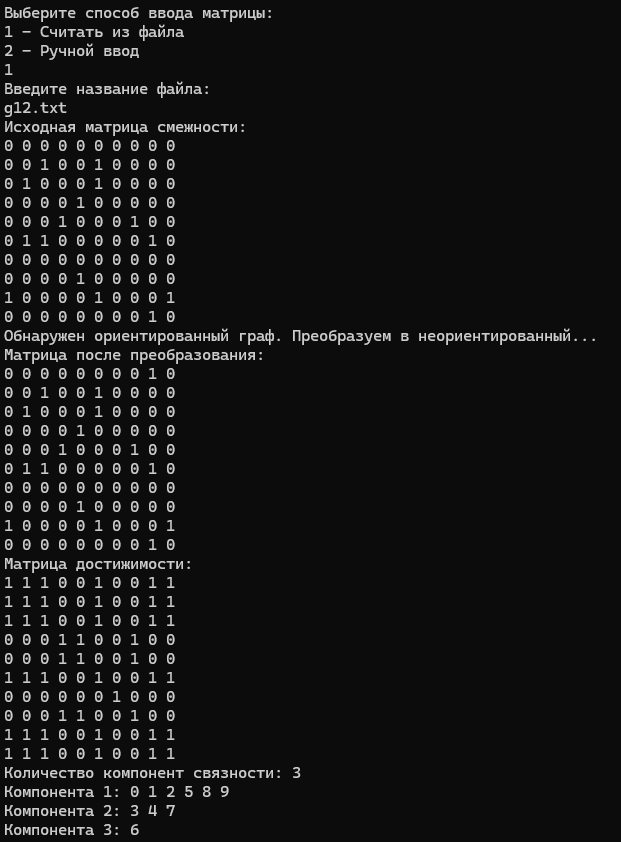 Выберите способ ввода матрицы:
1 - Считать из файла
2 - Ручной ввод
1
Введите название файла:
g12.txt
Исходная матрица смежности:
0 0 0 0 0 0 0 0 0 0
0 0 1 0 0 1 0 0 0 0
0 1 0 0 0 1 0 0 0 0
0 0 0 0 1 0 0 0 0 0
0 0 0 1 0 0 0 1 0 0
0 1 1 0 0 0 0 0 1 0
0 0 0 0 0 0 0 0 0 0
0 0 0 0 1 0 0 0 0 0
1 0 0 0 0 1 0 0 0 1
0 0 0 0 0 0 0 0 1 0
Обнаружен ориентированный граф. Преобразуем в неориентированный...
Матрица после преобразования:
0 0 0 0 0 0 0 0 1 0
0 0 1 0 0 1 0 0 0 0
0 1 0 0 0 1 0 0 0 0
0 0 0 0 1 0 0 0 0 0
0 0 0 1 0 0 0 1 0 0
0 1 1 0 0 0 0 0 1 0
0 0 0 0 0 0 0 0 0 0
0 0 0 0 1 0 0 0 0 0
1 0 0 0 0 1 0 0 0 1
0 0 0 0 0 0 0 0 1 0
Матрица достижимости:
1 1 1 0 0 1 0 0 1 1
1 1 1 0 0 1 0 0 1 1
1 1 1 0 0 1 0 0 1 1
0 0 0 1 1 0 0 1 0 0
0 0 0 1 1 0 0 1 0 0
1 1 1 0 0 1 0 0 1 1
0 0 0 0 0 0 1 0 0 0
0 0 0 1 1 0 0 1 0 0
1 1 1 0 0 1 0 0 1 1
1 1 1 0 0 1 0 0 1 1
Количество компонент связности: 3
Компонента 1: 0 1 2 5 8 9
Компонента 2: 3 4 7
Компонента 3: 6